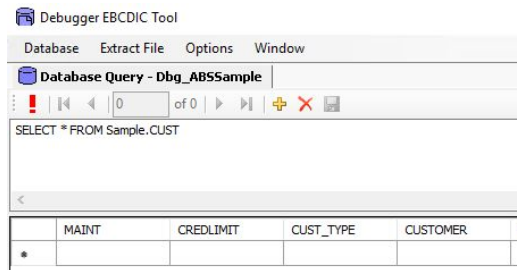 Debugger EBCDIC Tool
Database Extract File Options Window
Database Query - Dbg_ABSSample
0 of 0
SELECT * FROM Sample.CUST
MAINT CREDLIMIT CUST_TYPE CUSTOMER
*